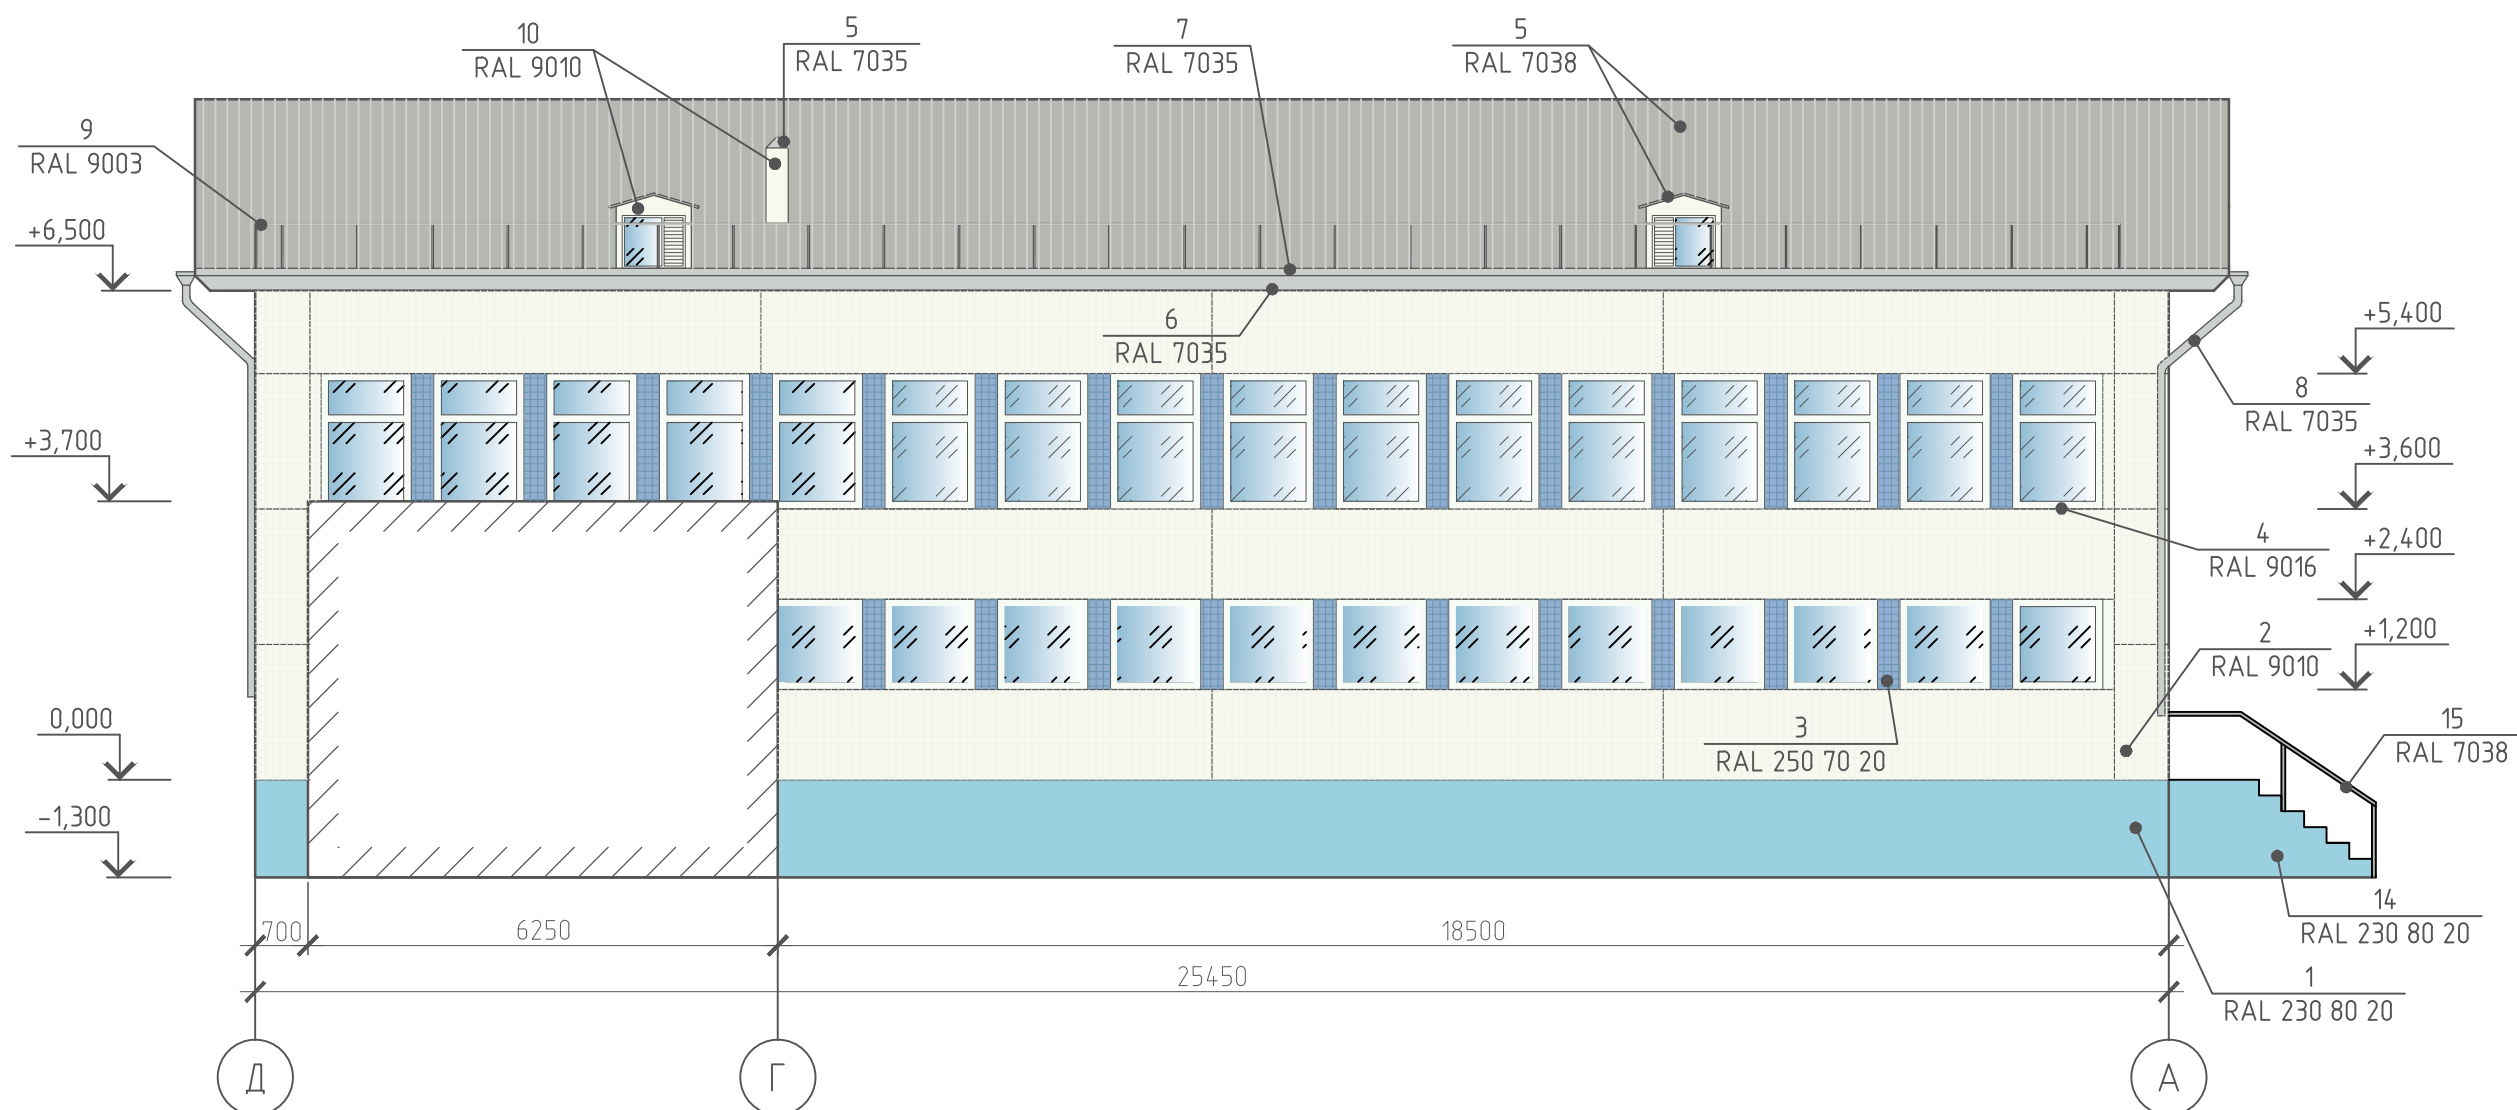 10
RAL 9010
5
RAL 7035
7
RAL 7035
5
RAL 7038
9
RAL 9003
+6,500
6
RAL 7035
+5,400
8
RAL 7035
+3,700
+3,600
4
RAL 9016
+2,400
2
RAL 9010
+1,200
3
RAL 250 70 20
0,000
15
RAL 7038
-1,300
14
RAL 230 80 20
700
6250
18500
25450
1
RAL 230 80 20
Д
Г
А